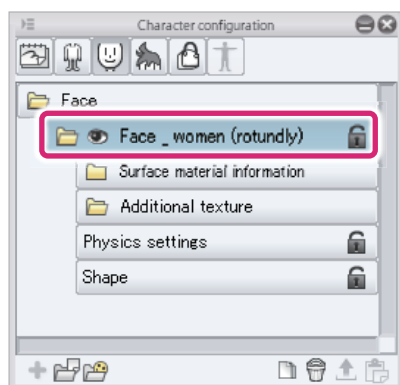 Character configuration
Face
Face _ women (rotundly)
Surface material information
Additional texture
Physics settings
Shape